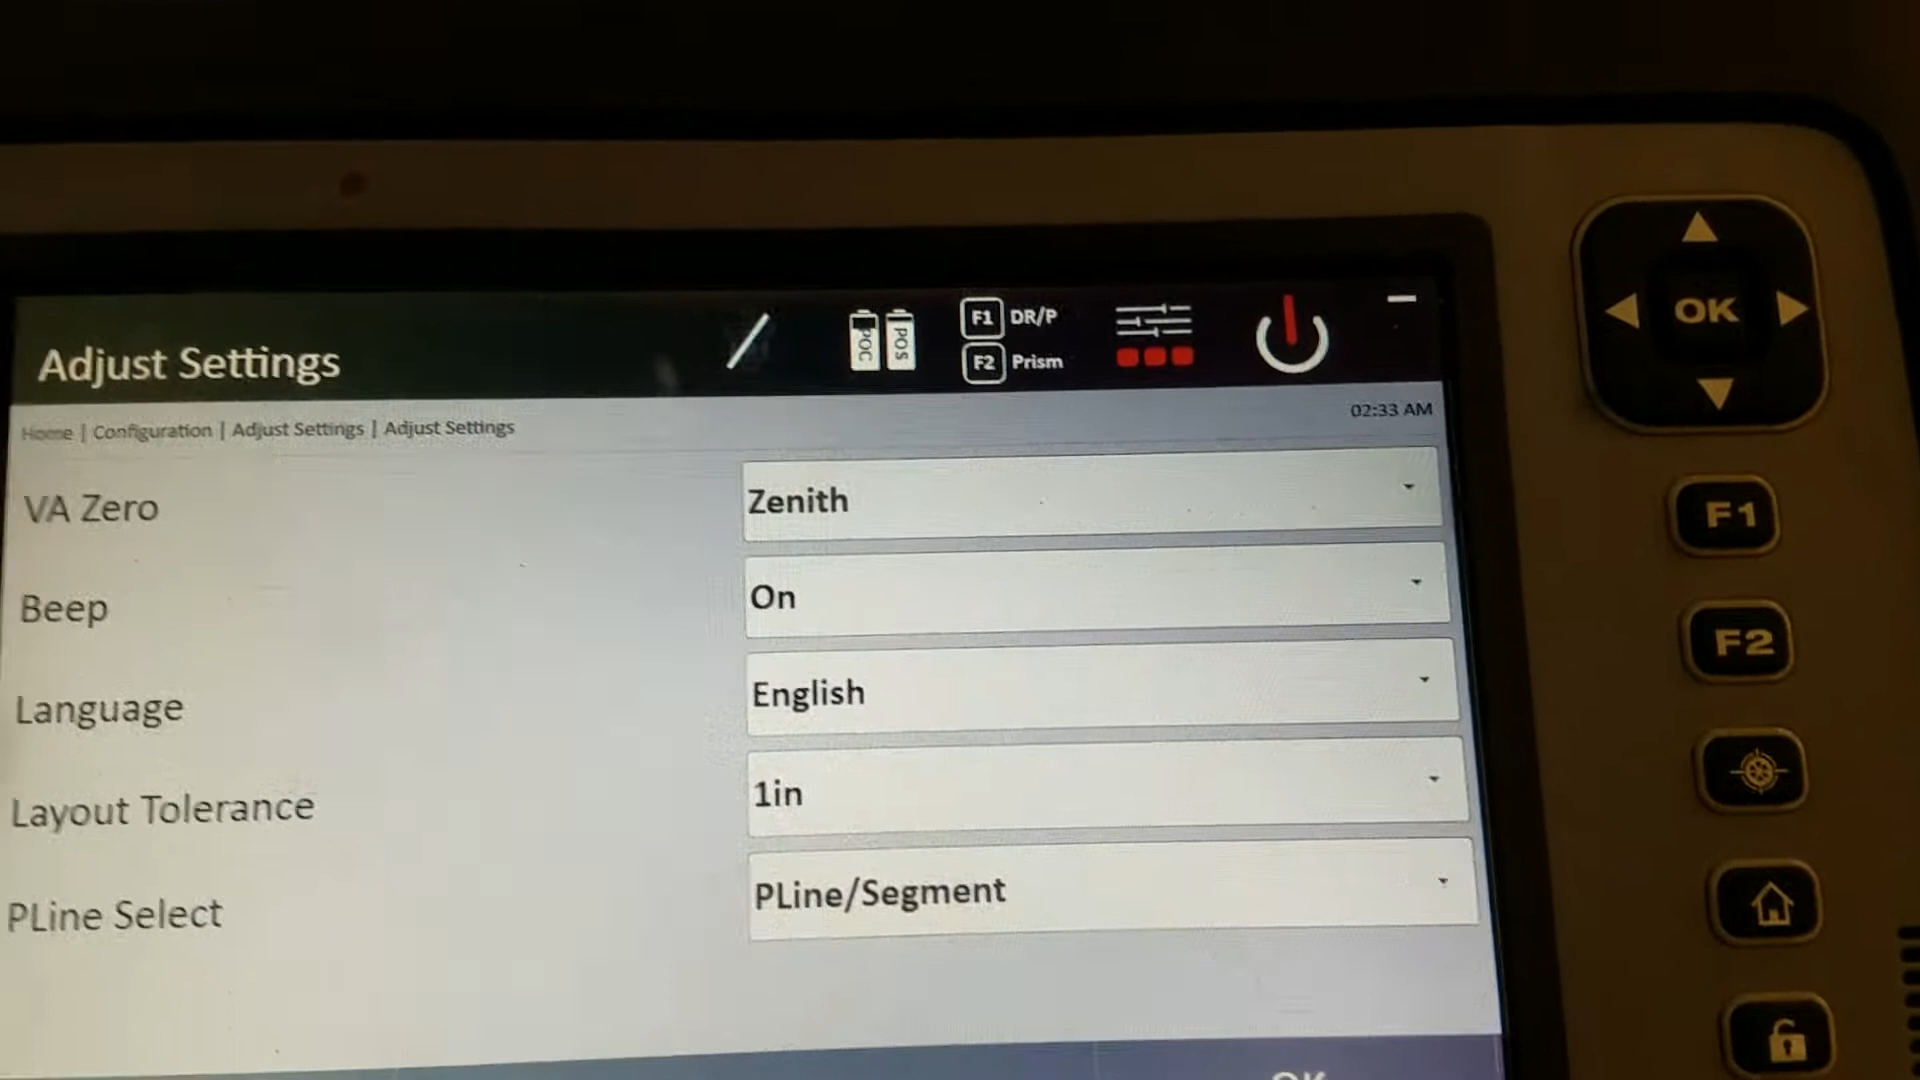 Adjust Settings
POC POS
F1 DR/P
F2 Prism
Home | Configuration | Adjust Settings | Adjust Settings
02:33 AM
VA Zero
Zenith
Beep
On
Language
English
Layout Tolerance
1in
PLine Select
PLine/Segment
OK
OK
F1
F2